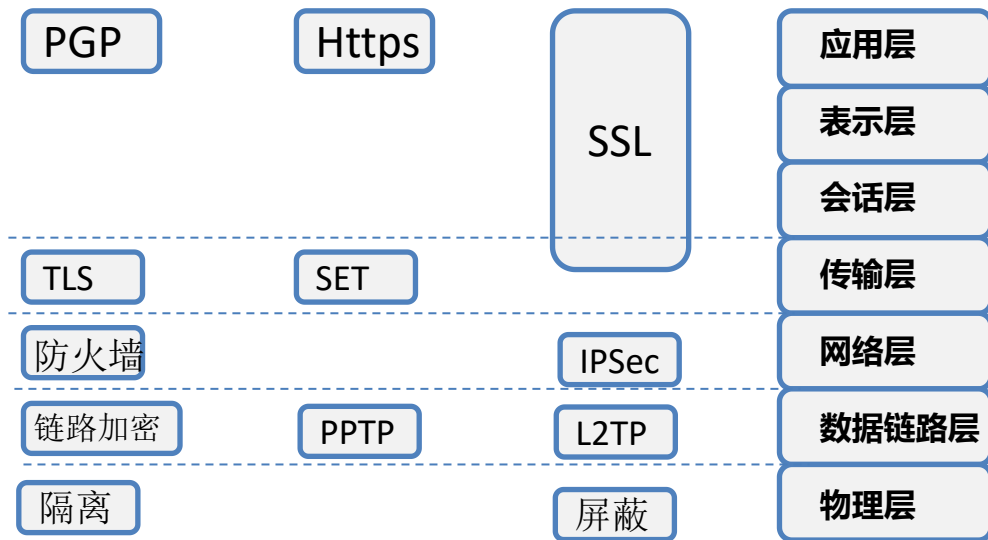 PGP Https 应用层
表示层
SSL
会话层
TLS SET 传输层
防火墙 IPSec 网络层
链路加密 PPTP L2TP 数据链路层
隔离 屏蔽 物理层